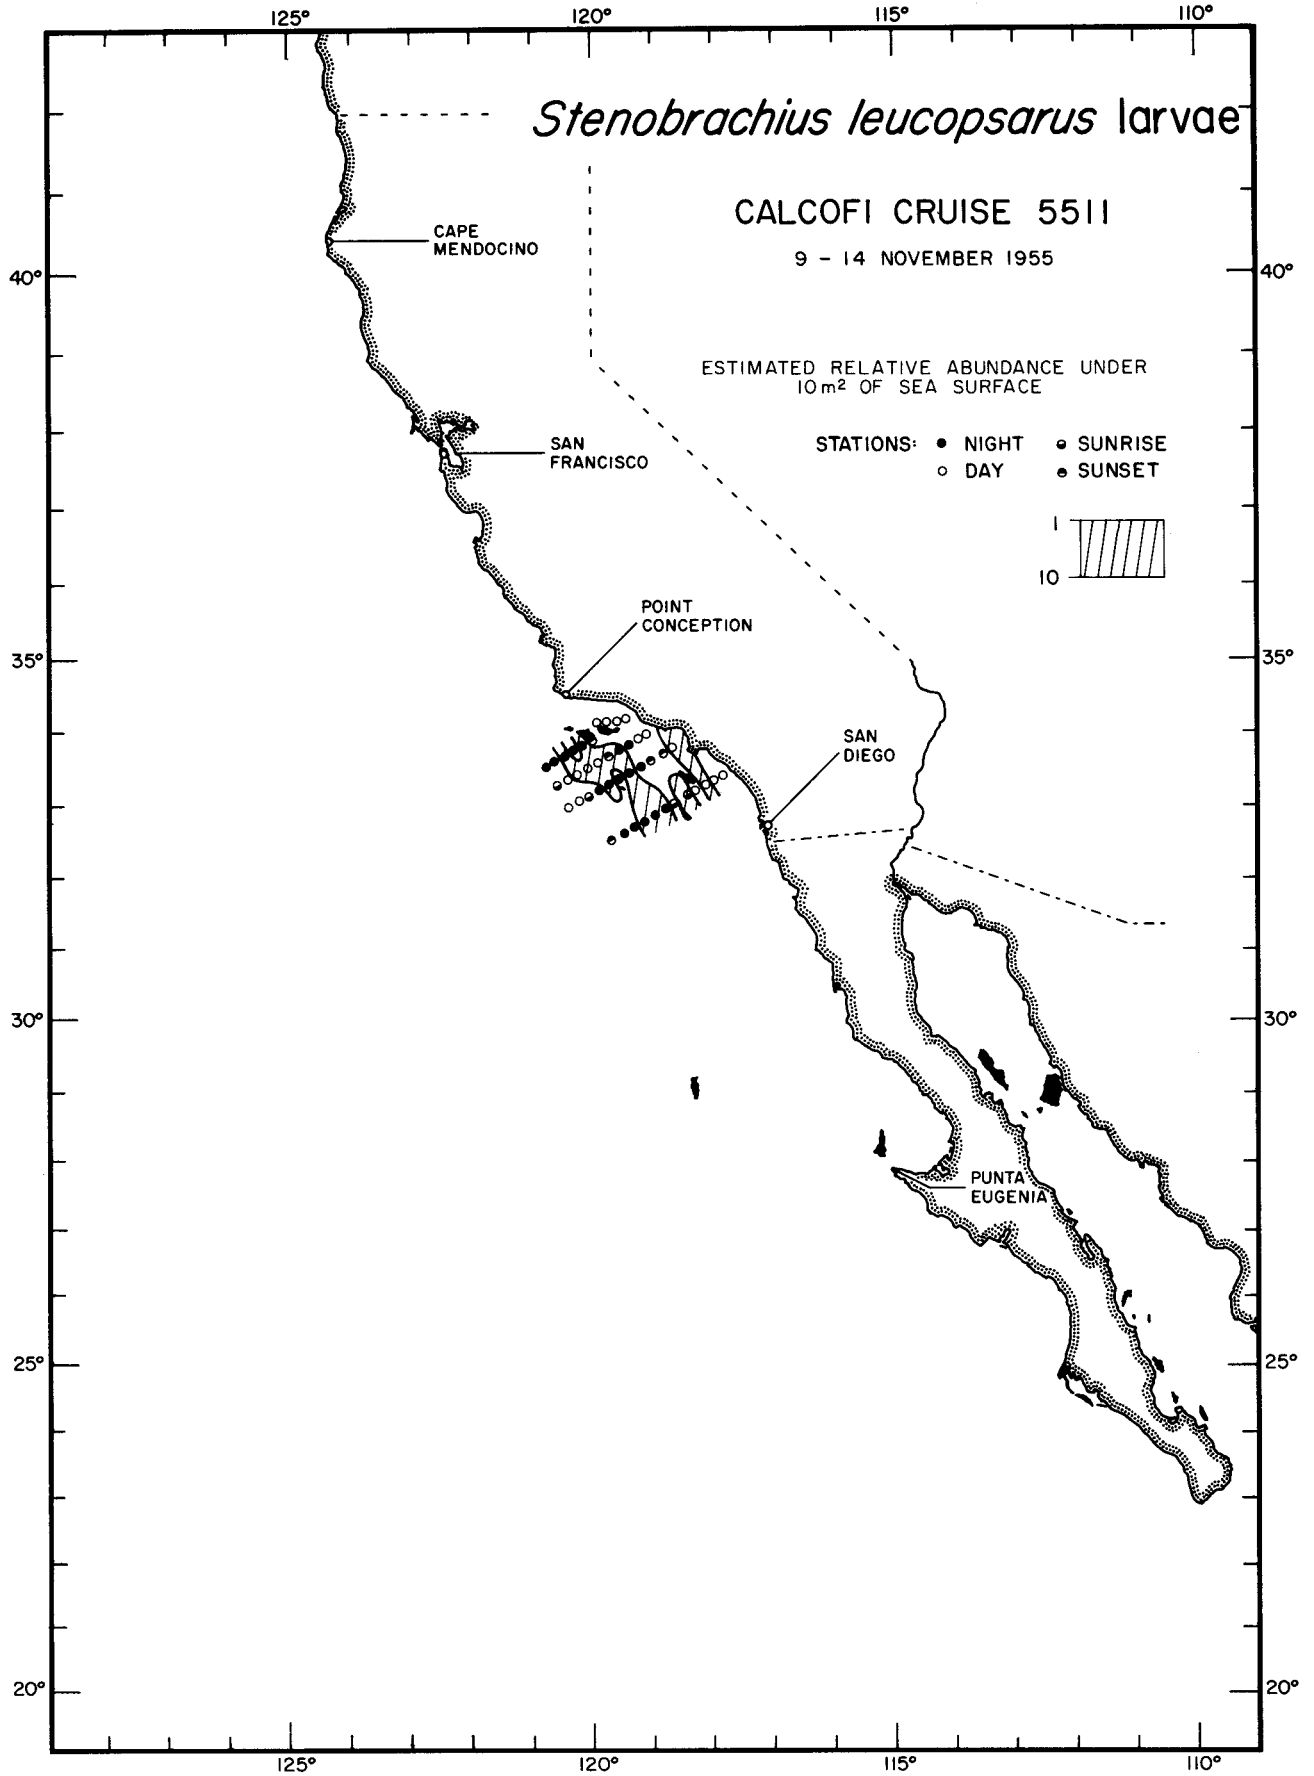 125° 120° 115° 110°
Stenobrachius leucopsarus larvae
CALCOFI CRUISE 5511
9 - 14 NOVEMBER 1955
CAPE
MENDOCINO
40° 40°
ESTIMATED RELATIVE ABUNDANCE UNDER
10 m² OF SEA SURFACE
STATIONS: NIGHT SUNRISE
DAY SUNSET
SAN
FRANCISCO
1
10
POINT
CONCEPTION
35° 35°
SAN
DIEGO
30° 30°
PUNTA
EUGENIA
25° 25°
20° 20°
125° 120° 115° 110°